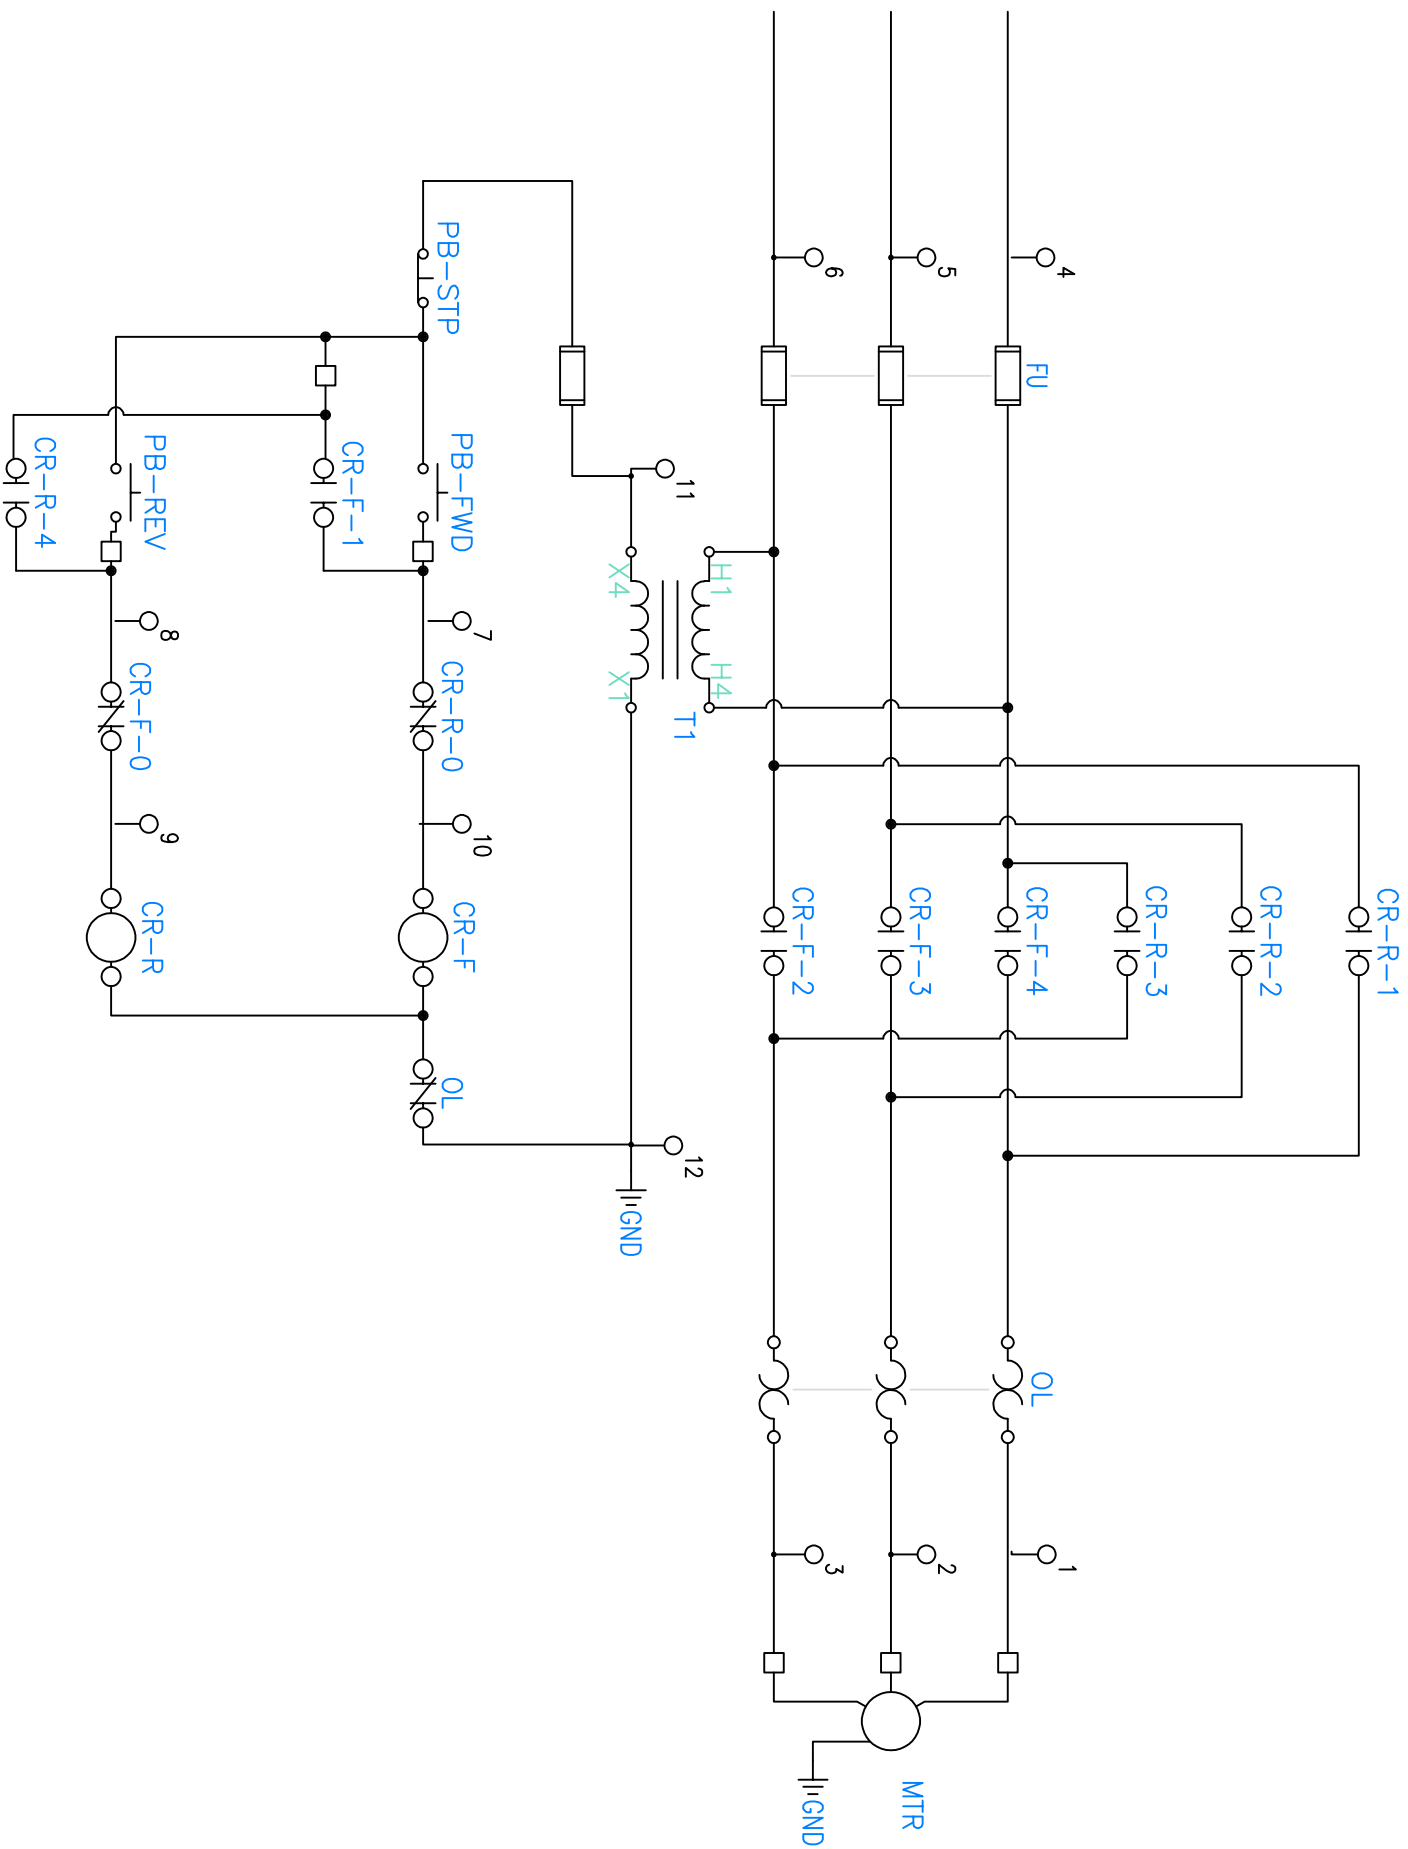 CR-R-1
CR-R-2
CR-R-3
4
FU
CR-F-4
OL
1
5
CR-F-3
2
MTR
6
CR-F-2
3
GND
H1
H4
T1
11
X4
X1
12
GND
PB-STP
PB-FWD
7
CR-R-0
10
CR-F
OL
CR-F-1
PB-REV
8
CR-F-0
9
CR-R
CR-R-4